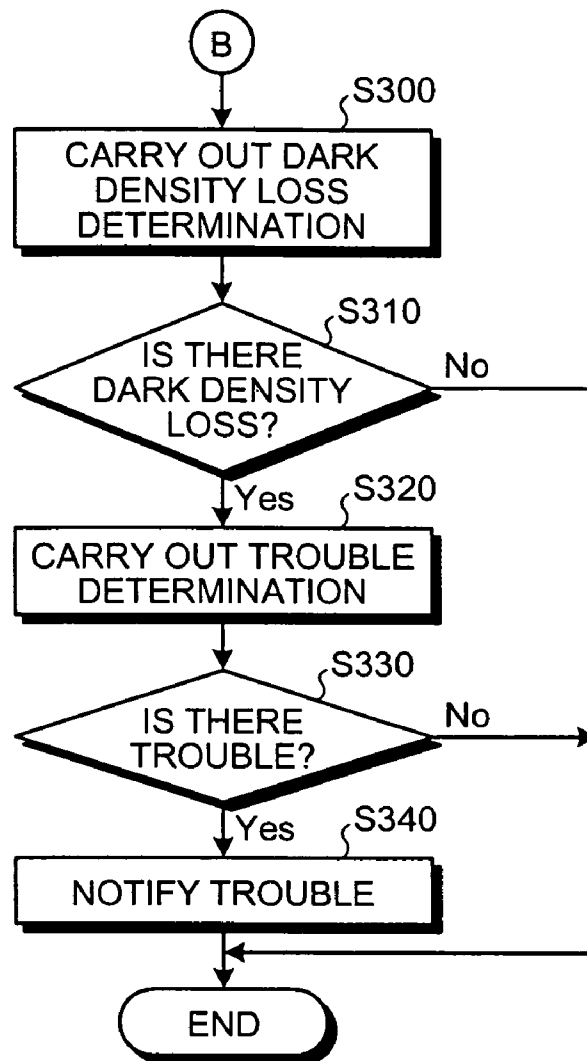 B
S300
CARRY OUT DARK
DENSITY LOSS
DETERMINATION
S310
IS THERE
DARK DENSITY
LOSS?
No
Yes
S320
CARRY OUT TROUBLE
DETERMINATION
S330
IS THERE
TROUBLE?
No
Yes
S340
NOTIFY TROUBLE
END